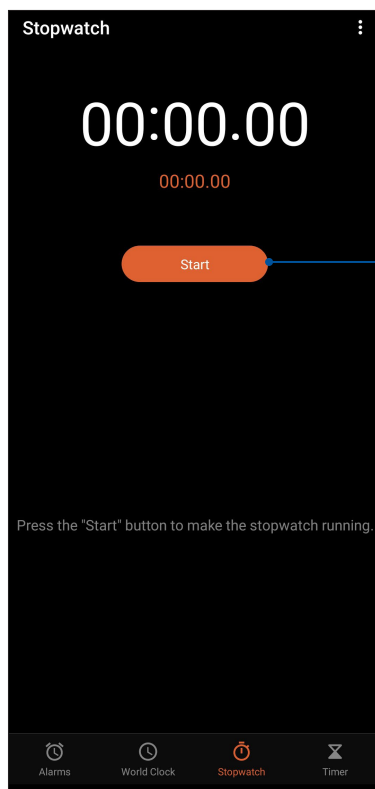 Stopwatch
00:00.00
00:00.00
Start
Press the "Start" button to make the stopwatch running.
Alarms World Clock Stopwatch Timer